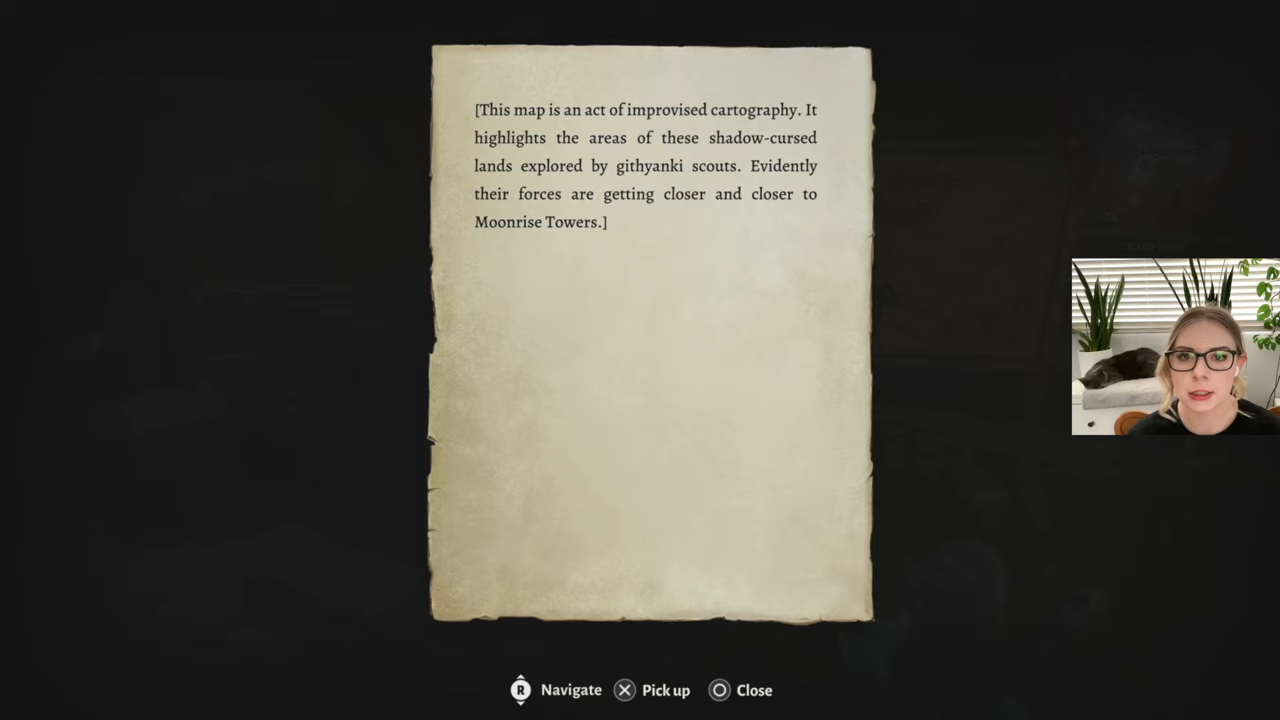 [This map is an act of improvised cartography. It
highlights the areas of these shadow-cursed
lands explored by githyanki scouts. Evidently
their forces are getting closer and closer to
Moonrise Towers.]
R Navigate Pick up Close